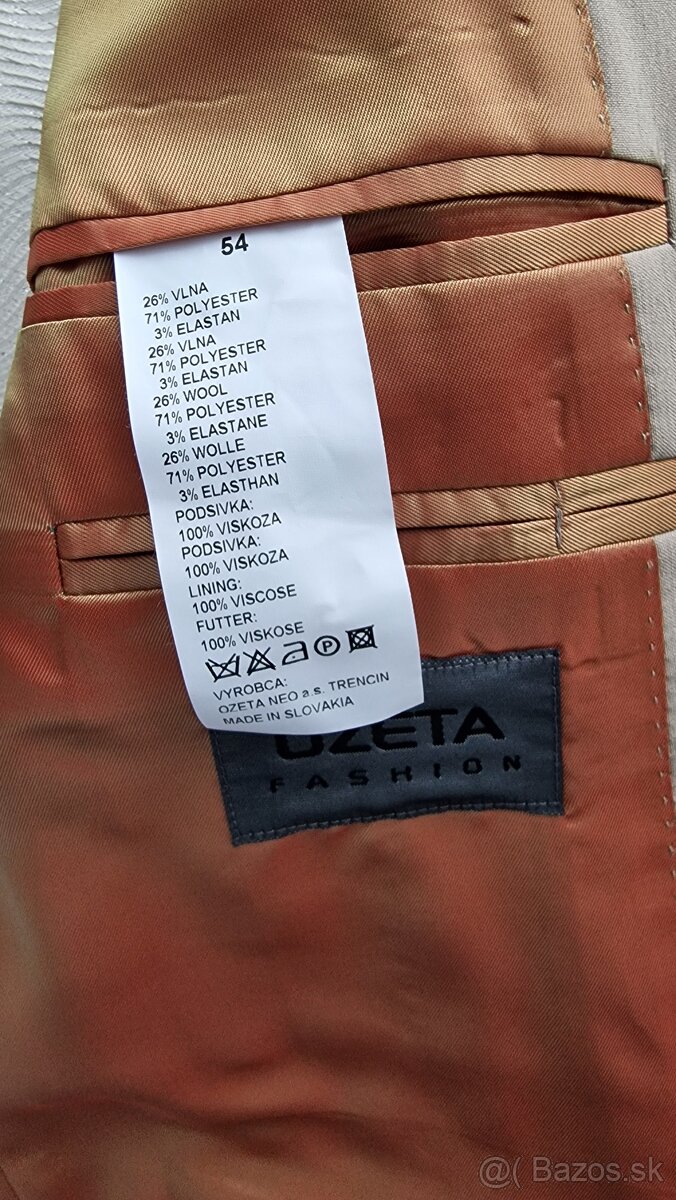 54
26% VLNA
71% POLYESTER
3% ELASTAN
26% VLNA
71% POLYESTER
3% ELASTAN
26% WOOL
71% POLYESTER
3% ELASTANE
26% WOLLE
71% POLYESTER
3% ELASTHAN
PODSIVKA:
100% VISKOZA
PODSIVKA:
100% VISKOZA
LINING:
100% VISCOSE
FUTTER:
100% VISKOSE
P
VYROBCA:
OZETA NEO a.s. TRENCIN
MADE IN SLOVAKIA
OZETA
FASHION
@( Bazos.sk